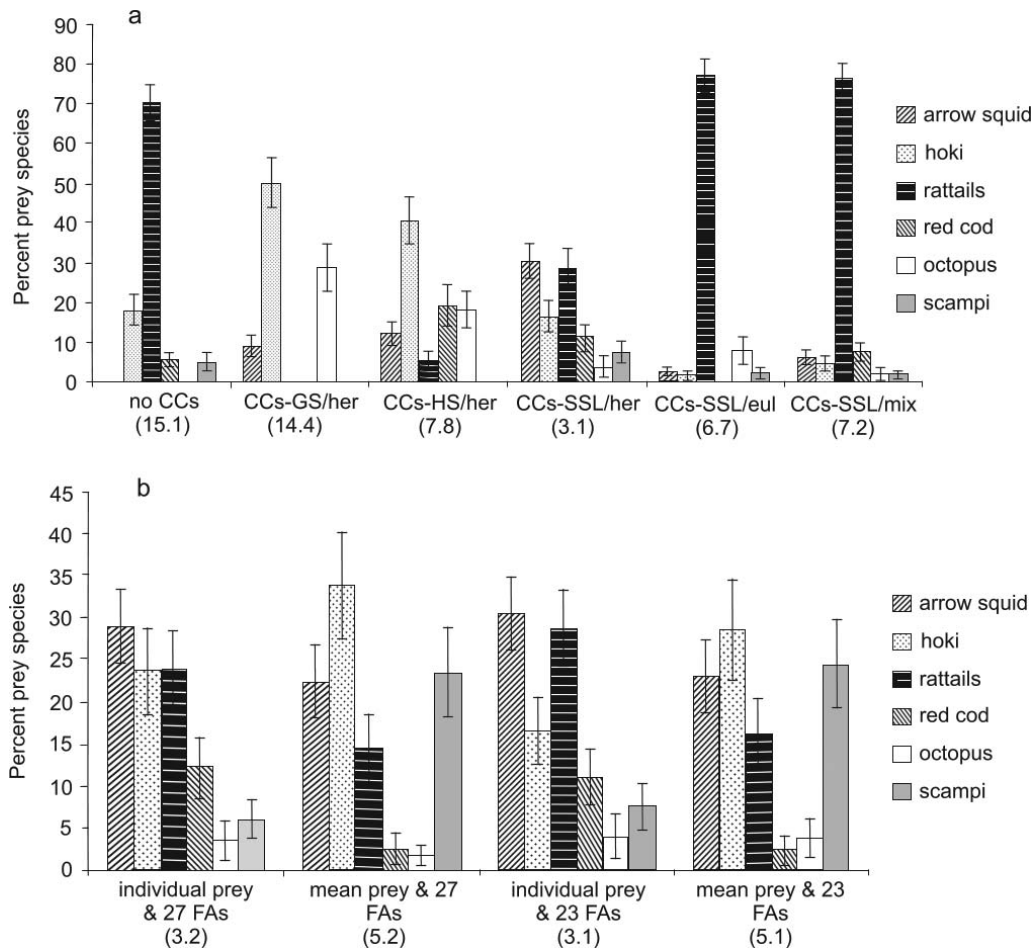 a
Percent prey species
90
80
70
60
50
40
30
20
10
0
arrow squid
hoki
rattails
red cod
octopus
scampi
no CCs CCs-GS/her CCs-HS/her CCs-SSL/her CCs-SSL/eul CCs-SSL/mix
(15.1) (14.4) (7.8) (3.1) (6.7) (7.2)
b
Percent prey species
45
40
35
30
25
20
15
10
5
0
arrow squid
hoki
rattails
red cod
octopus
scampi
individual prey mean prey & 27 individual prey mean prey & 23
& 27 FAs FAs & 23 FAs FAs
(3.2) (5.2) (3.1) (5.1)